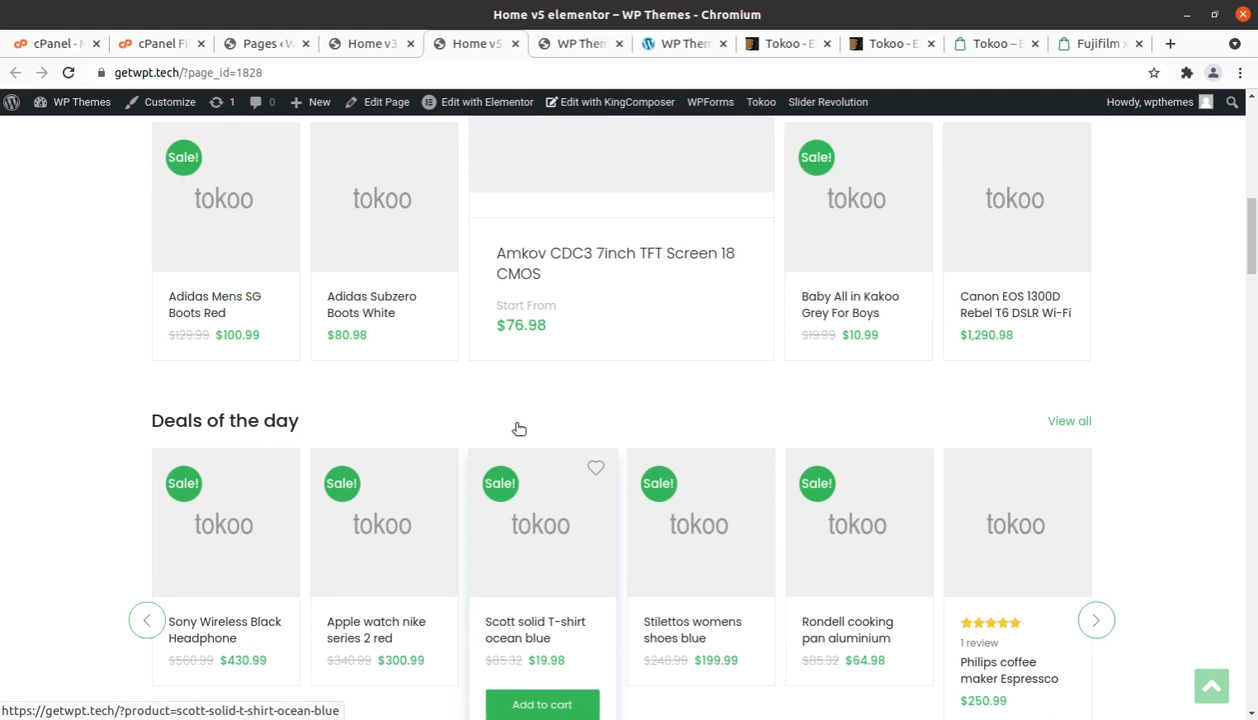 Home v5 elementor – WP Themes - Chromium
cPanel - M
cPanel Fi
Pages ‹ W
Home v3
Home v5
WP Them
WP Them
Tokoo - E
Tokoo - E
Tokoo – E
Fujifilm x
getwpt.tech/?page_id=1828
WP Themes
Customize
1
0
New
Edit Page
Edit with Elementor
Edit with KingComposer
WPForms
Tokoo
Slider Revolution
Howdy, wpthemes
Sale!
tokoo
Adidas Mens SG
Boots Red
$129.99 $100.99
tokoo
Adidas Subzero
Boots White
$80.98
Amkov CDC3 7inch TFT Screen 18
CMOS
Start From
$76.98
Sale!
tokoo
Baby All in Kakoo
Grey For Boys
$19.99 $10.99
tokoo
Canon EOS 1300D
Rebel T6 DSLR Wi-Fi
$1,290.98
Deals of the day
View all
Sale!
tokoo
Sony Wireless Black
Headphone
$560.99 $430.99
Sale!
tokoo
Apple watch nike
series 2 red
$340.99 $300.99
Sale!
tokoo
Scott solid T-shirt
ocean blue
$85.32 $19.98
Add to cart
Sale!
tokoo
Stilettos womens
shoes blue
$240.99 $199.99
Sale!
tokoo
Rondell cooking
pan aluminium
$85.32 $64.98
tokoo
1 review
Philips coffee
maker Espressco
$250.99
https://getwpt.tech/?product=scott-solid-t-shirt-ocean-blue